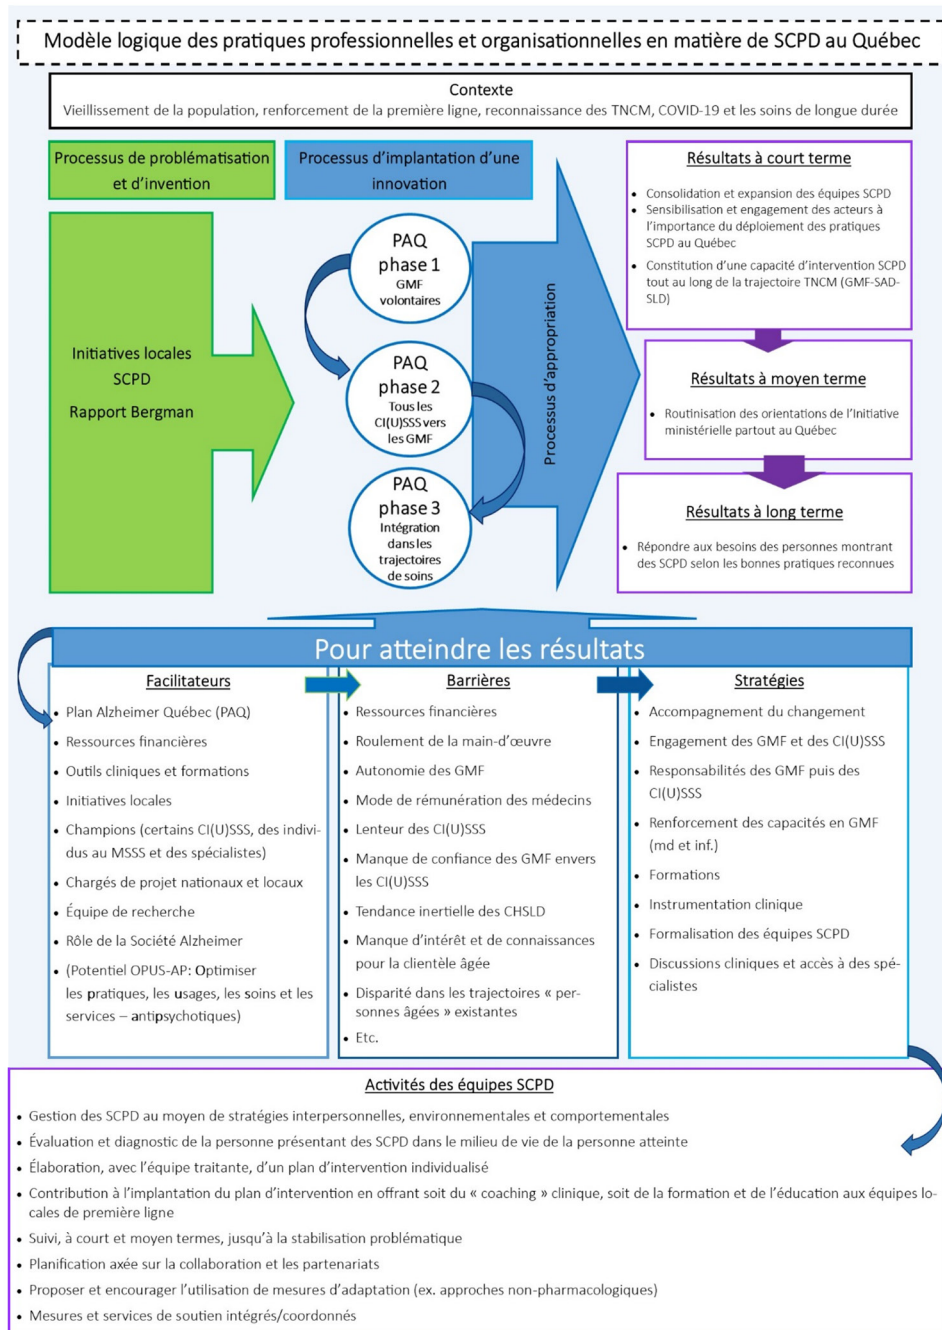 Modèle logique des pratiques professionnelles et organisationnelles en matière de SCPD au Québec
Contexte
Vieillissement de la population, renforcement de la première ligne, reconnaissance des TNCM, COVID-19 et les soins de longue durée
Processus de problématisation
et d'invention
Initiatives locales
SCPD
Rapport Bergman
Processus d'implantation d'une
innovation
PAQ
phase 1
GMF
volontaires
PAQ
phase 2
Tous les
CI(U)SSS vers
les GMF
PAQ
phase 3
Intégration
dans les
trajectoires
de soins
Processus d'appropriation
Résultats à court terme
• Consolidation et expansion des équipes SCPD
• Sensibilisation et engagement des acteurs à
l'importance du déploiement des pratiques
SCPD au Québec
• Constitution d'une capacité d'intervention SCPD
tout au long de la trajectoire TNCM (GMF-SAD-
SLD)
Résultats à moyen terme
• Routinisation des orientations de l'Initiative
ministérielle partout au Québec
Résultats à long terme
• Répondre aux besoins des personnes montrant
des SCPD selon les bonnes pratiques reconnues
Pour atteindre les résultats
Facilitateurs
• Plan Alzheimer Québec (PAQ)
• Ressources financières
• Outils cliniques et formations
• Initiatives locales
• Champions (certains CI(U)SSS, des indivi-
dus au MSSS et des spécialistes)
• Chargés de projet nationaux et locaux
• Équipe de recherche
• Rôle de la Société Alzheimer
• (Potentiel OPUS-AP: Optimiser
les pratiques, les usages, les soins et les
services – antipsychotiques)
Barrières
• Ressources financières
• Roulement de la main-d'œuvre
• Autonomie des GMF
• Mode de rémunération des médecins
• Lenteur des CI(U)SSS
• Manque de confiance des GMF envers
les CI(U)SSS
• Tendance inertielle des CHSLD
• Manque d'intérêt et de connaissances
pour la clientèle âgée
• Disparité dans les trajectoires « per-
sonnes âgées » existantes
• Etc.
Stratégies
• Accompagnement du changement
• Engagement des GMF et des CI(U)SSS
• Responsabilités des GMF puis des
CI(U)SSS
• Renforcement des capacités en GMF
(md et inf.)
• Formations
• Instrumentation clinique
• Formalisation des équipes SCPD
• Discussions cliniques et accès à des spé-
cialistes
Activités des équipes SCPD
• Gestion des SCPD au moyen de stratégies interpersonnelles, environnementales et comportementales
• Évaluation et diagnostic de la personne présentant des SCPD dans le milieu de vie de la personne atteinte
• Élaboration, avec l'équipe traitante, d'un plan d'intervention individualisé
• Contribution à l'implantation du plan d'intervention en offrant soit du « coaching » clinique, soit de la formation et de l'éducation aux équipes lo-
cales de première ligne
• Suivi, à court et moyen termes, jusqu'à la stabilisation problématique
• Planification axée sur la collaboration et les partenariats
• Proposer et encourager l'utilisation de mesures d'adaptation (ex. approches non-pharmacologiques)
• Mesures et services de soutien intégrés/coordonnés